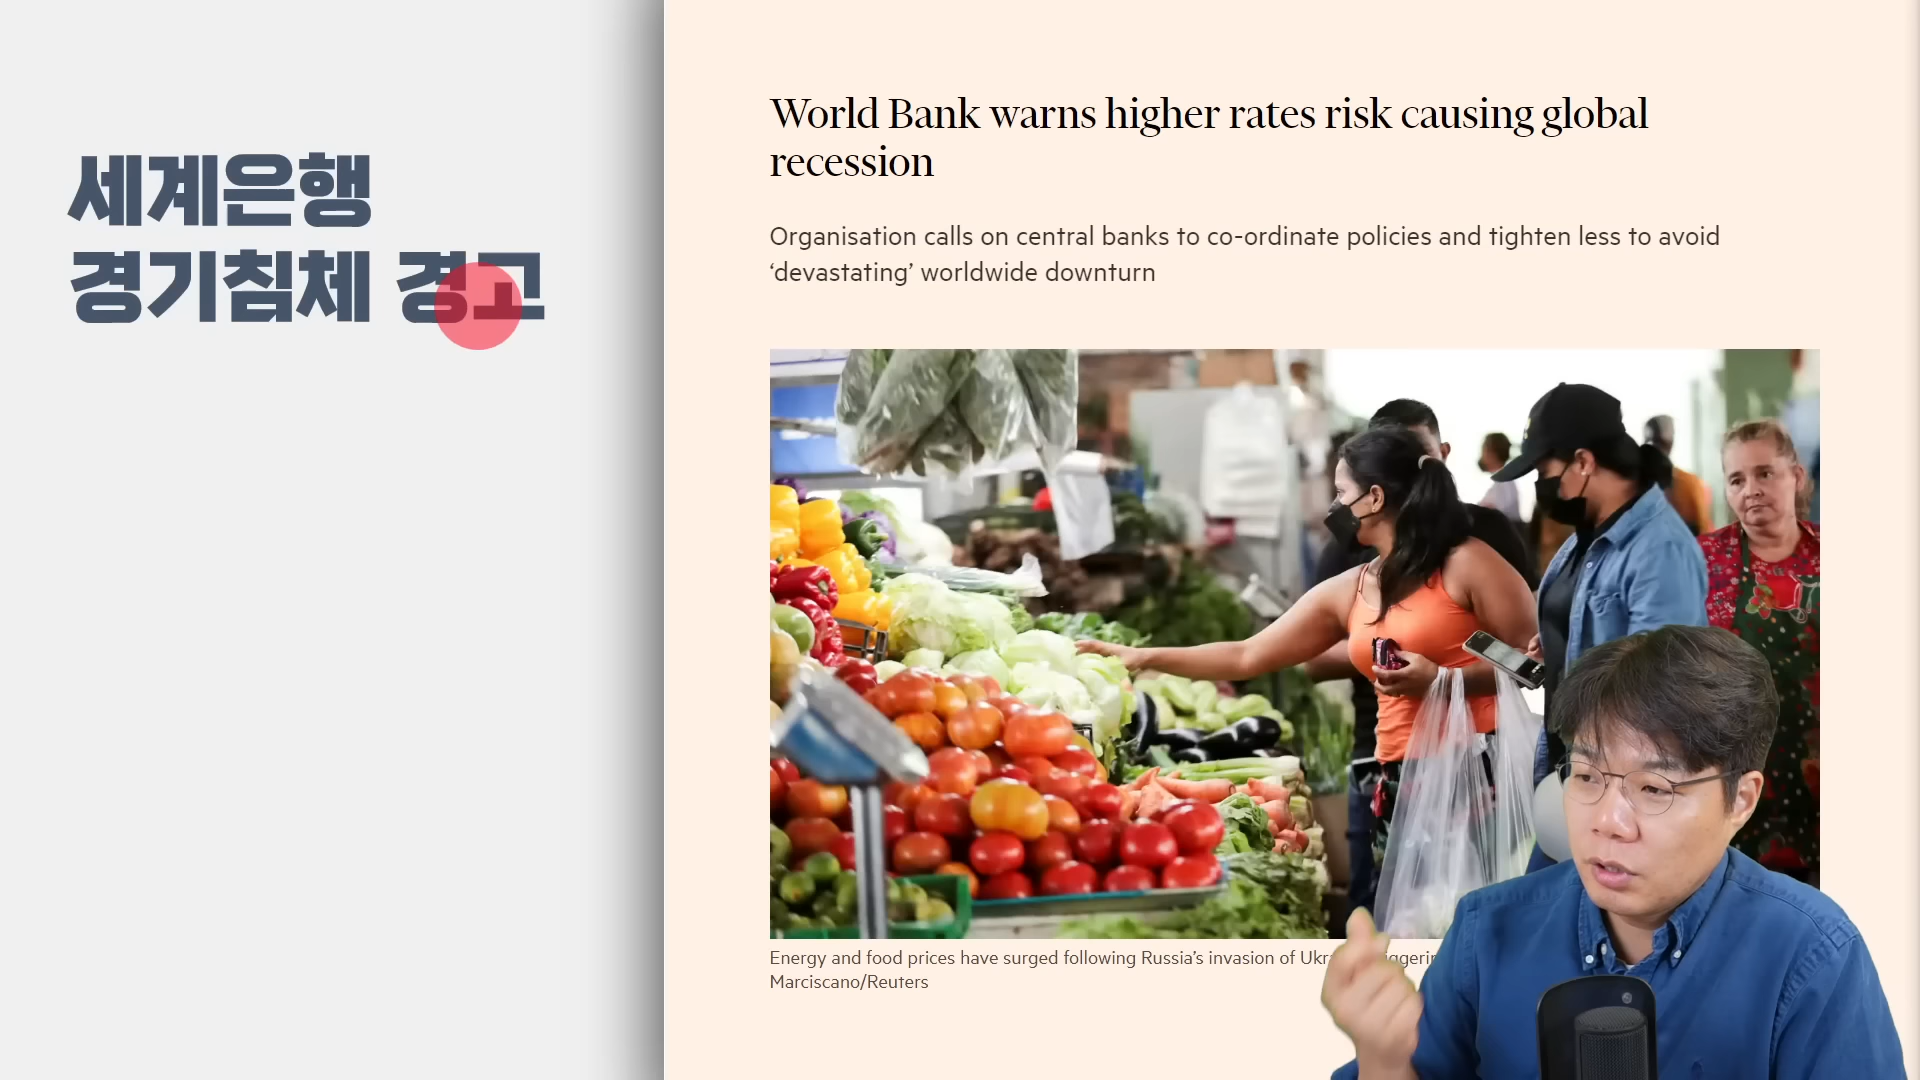 세계은행
경기침체 경고
World Bank warns higher rates risk causing global
recession
Organisation calls on central banks to co-ordinate policies and tighten less to avoid
‘devastating’ worldwide downturn
Energy and food prices have surged following Russia’s invasion of
Marciscano/Reuters